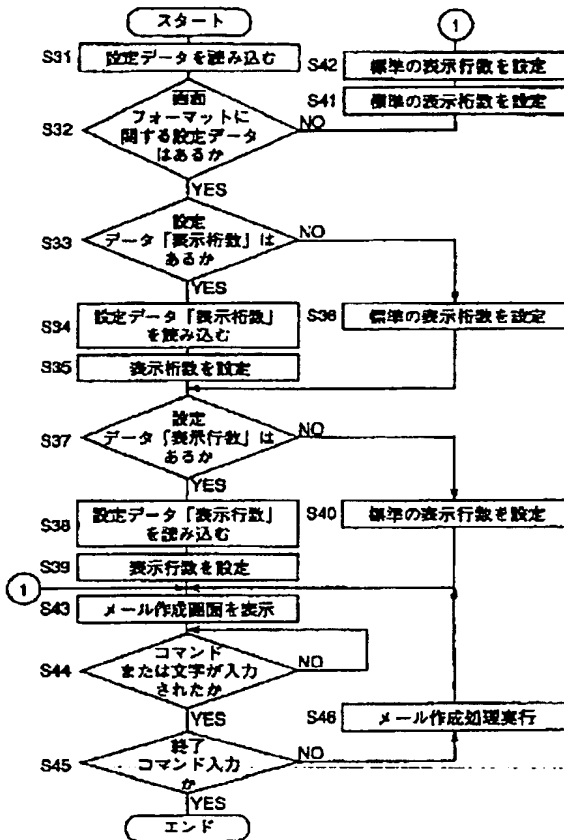 スタート
S31
設定データを読み込む
1
S42
標準の表示行数を設定
S41
標準の表示桁数を設定
S32
画面
フォーマットに
関する設定データ
はあるか
NO
YES
S33
設定
データ「表示桁数」は
あるか
NO
YES
S34
設定データ「表示桁数」
を読み込む
S36
標準の表示桁数を設定
S35
表示桁数を設定
S37
設定
データ「表示行数」は
あるか
NO
YES
S38
設定データ「表示行数」
を読み込む
S40
標準の表示行数を設定
S39
表示行数を設定
1
S43
メール作成画面を表示
S44
コマンド
または文字が入力
されたか
NO
YES
S46
メール作成処理実行
S45
終了
コマンド入力
か
NO
YES
エンド